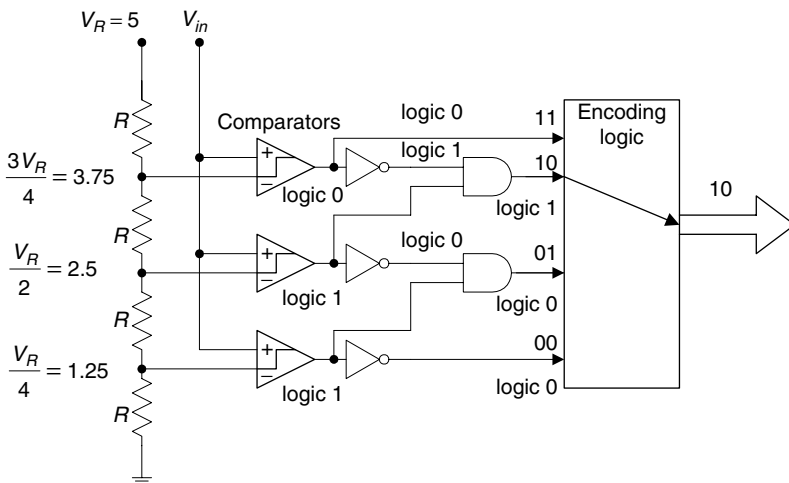 V_R = 5
V_in
R
Comparators
logic 0
11
Encoding
logic
3V_R/4 = 3.75
+
−
logic 0
logic 1
10
logic 1
10
R
V_R/2 = 2.5
+
−
logic 1
logic 0
01
logic 0
R
V_R/4 = 1.25
+
−
logic 1
00
logic 0
R